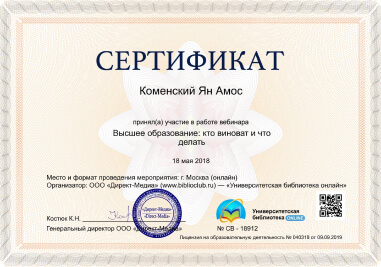 СЕРТИФИКАТ
Коменский Ян Амос
принял(а) участие в работе вебинара
Высшее образование: кто виноват и что
делать
18 мая 2018
Место и формат проведения мероприятия: г. Москва (онлайн)
Организатор: ООО «Директ-Медиа» (www.biblioclub.ru) — «Университетская библиотека онлайн»
«Директ-Медиа»
«Direct-Media»
Университетская
библиотека
ONLINE
Костюк К.Н.
Генеральный директор ООО «Директ-Медиа»
№ СВ - 18912
Лицензия на образовательную деятельность № 040318 от 09.09.2019